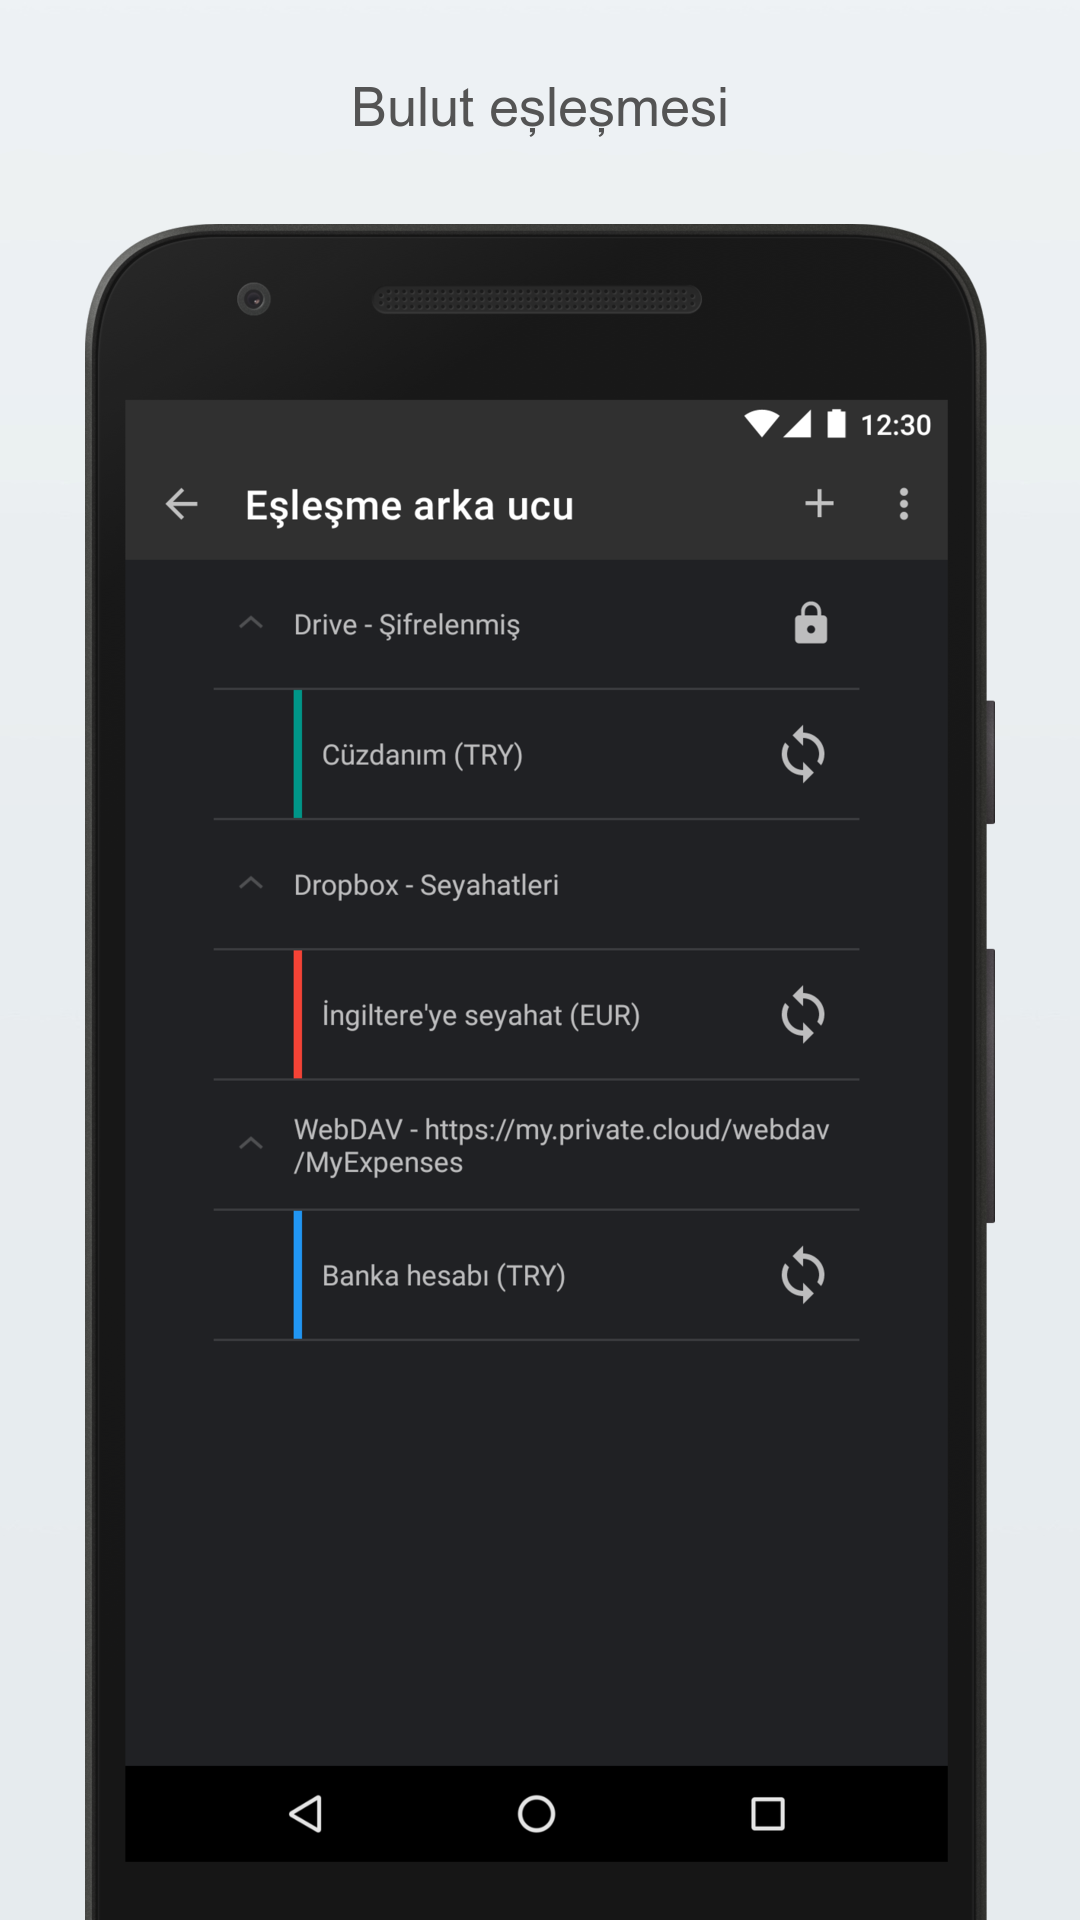 Bulut eşleşmesi
12:30
Eşleşme arka ucu
Drive - Şifrelenmiş
Cüzdanım (TRY)
Dropbox - Seyahatleri
İngiltere'ye seyahat (EUR)
WebDAV - https://my.private.cloud/webdav
/MyExpenses
Banka hesabı (TRY)